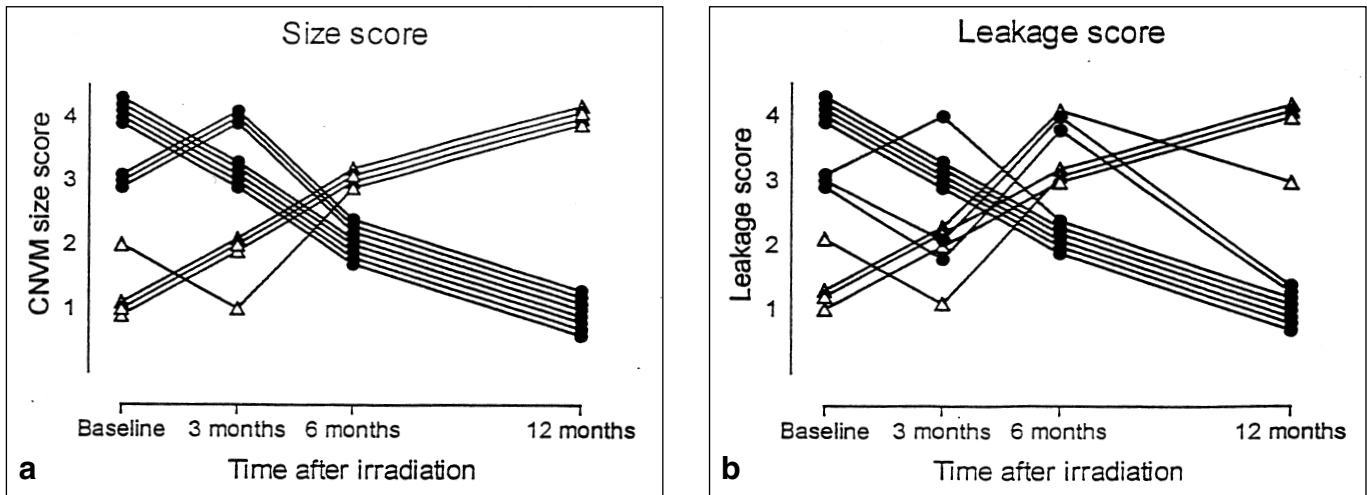 Size score
CNVM size score
4
3
2
1
Baseline 3 months 6 months 12 months
Time after irradiation
a
Leakage score
Leakage score
4
3
2
1
Baseline 3 months 6 months 12 months
Time after irradiation
b